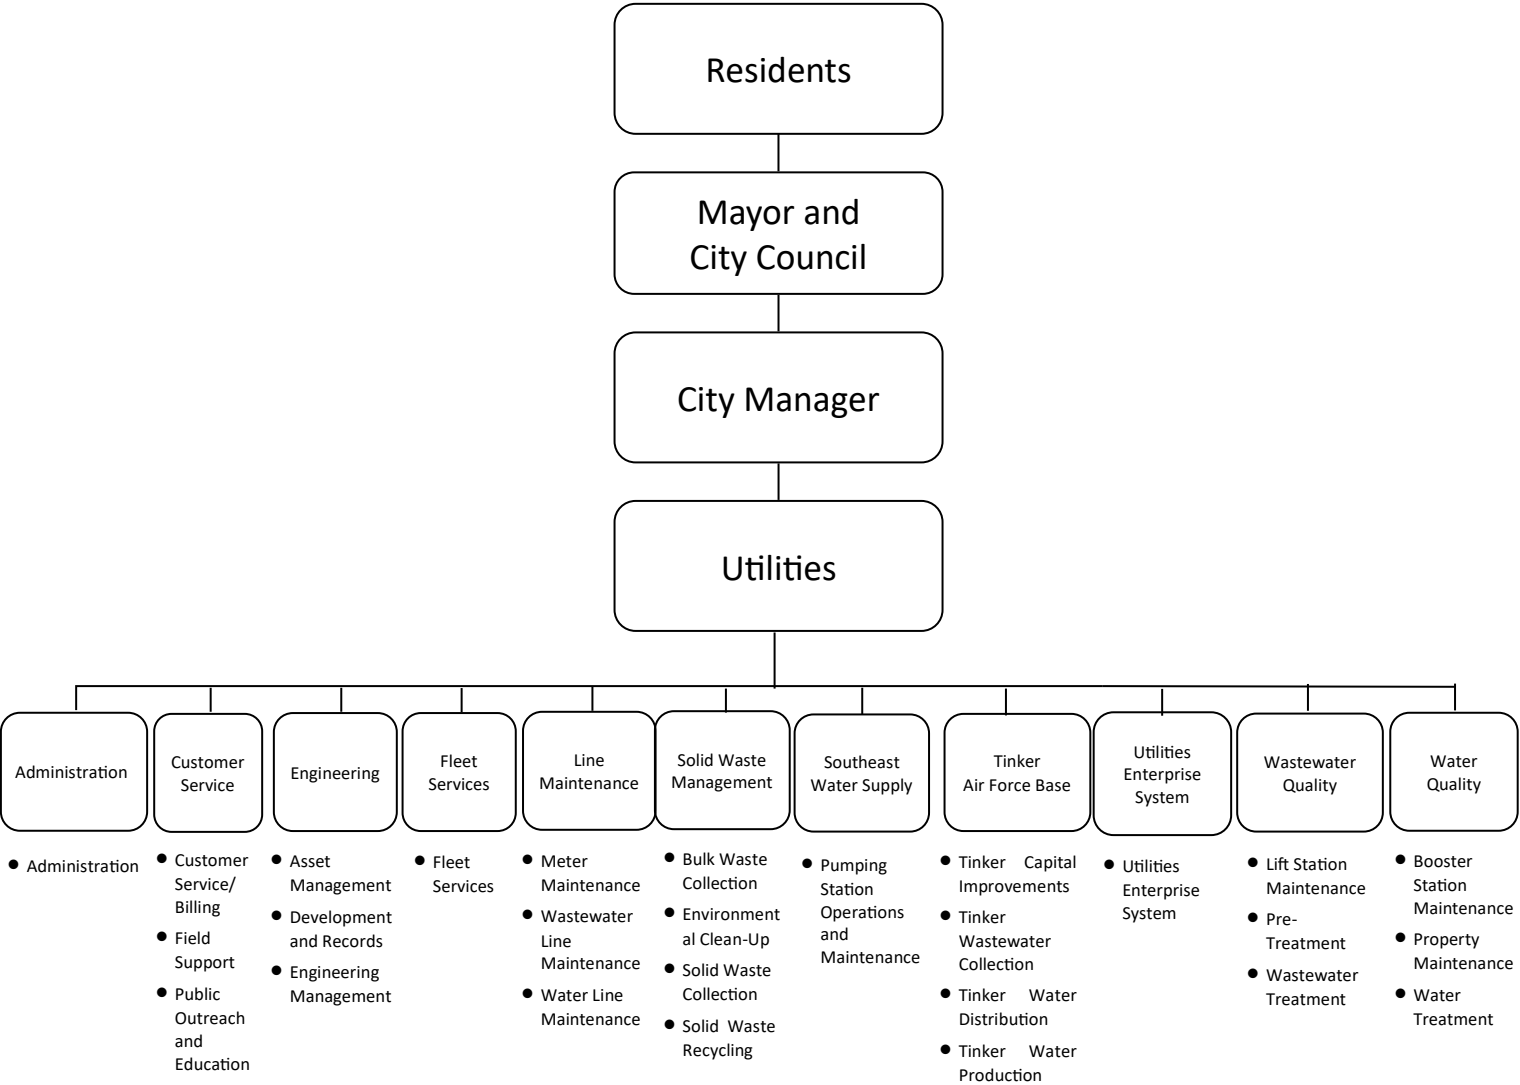 Residents
Mayor and
City Council
City Manager
Utilities
Administration
Customer
Service
Engineering
Fleet
Services
Line
Maintenance
Solid Waste
Management
Southeast
Water Supply
Tinker
Air Force Base
Utilities
Enterprise
System
Wastewater
Quality
Water
Quality
● Administration
● Customer
Service/
Billing
● Field
Support
● Public
Outreach
and
Education
● Asset
Management
● Development
and Records
● Engineering
Management
● Fleet
Services
● Meter
Maintenance
● Wastewater
Line
Maintenance
● Water Line
Maintenance
● Bulk Waste
Collection
● Environment
al Clean-Up
● Solid Waste
Collection
● Solid Waste
Recycling
● Pumping
Station
Operations
and
Maintenance
● Tinker Capital
Improvements
● Tinker
Wastewater
Collection
● Tinker Water
Distribution
● Tinker Water
Production
● Utilities
Enterprise
System
● Lift Station
Maintenance
● Pre-
Treatment
● Wastewater
Treatment
● Booster
Station
Maintenance
● Property
Maintenance
● Water
Treatment